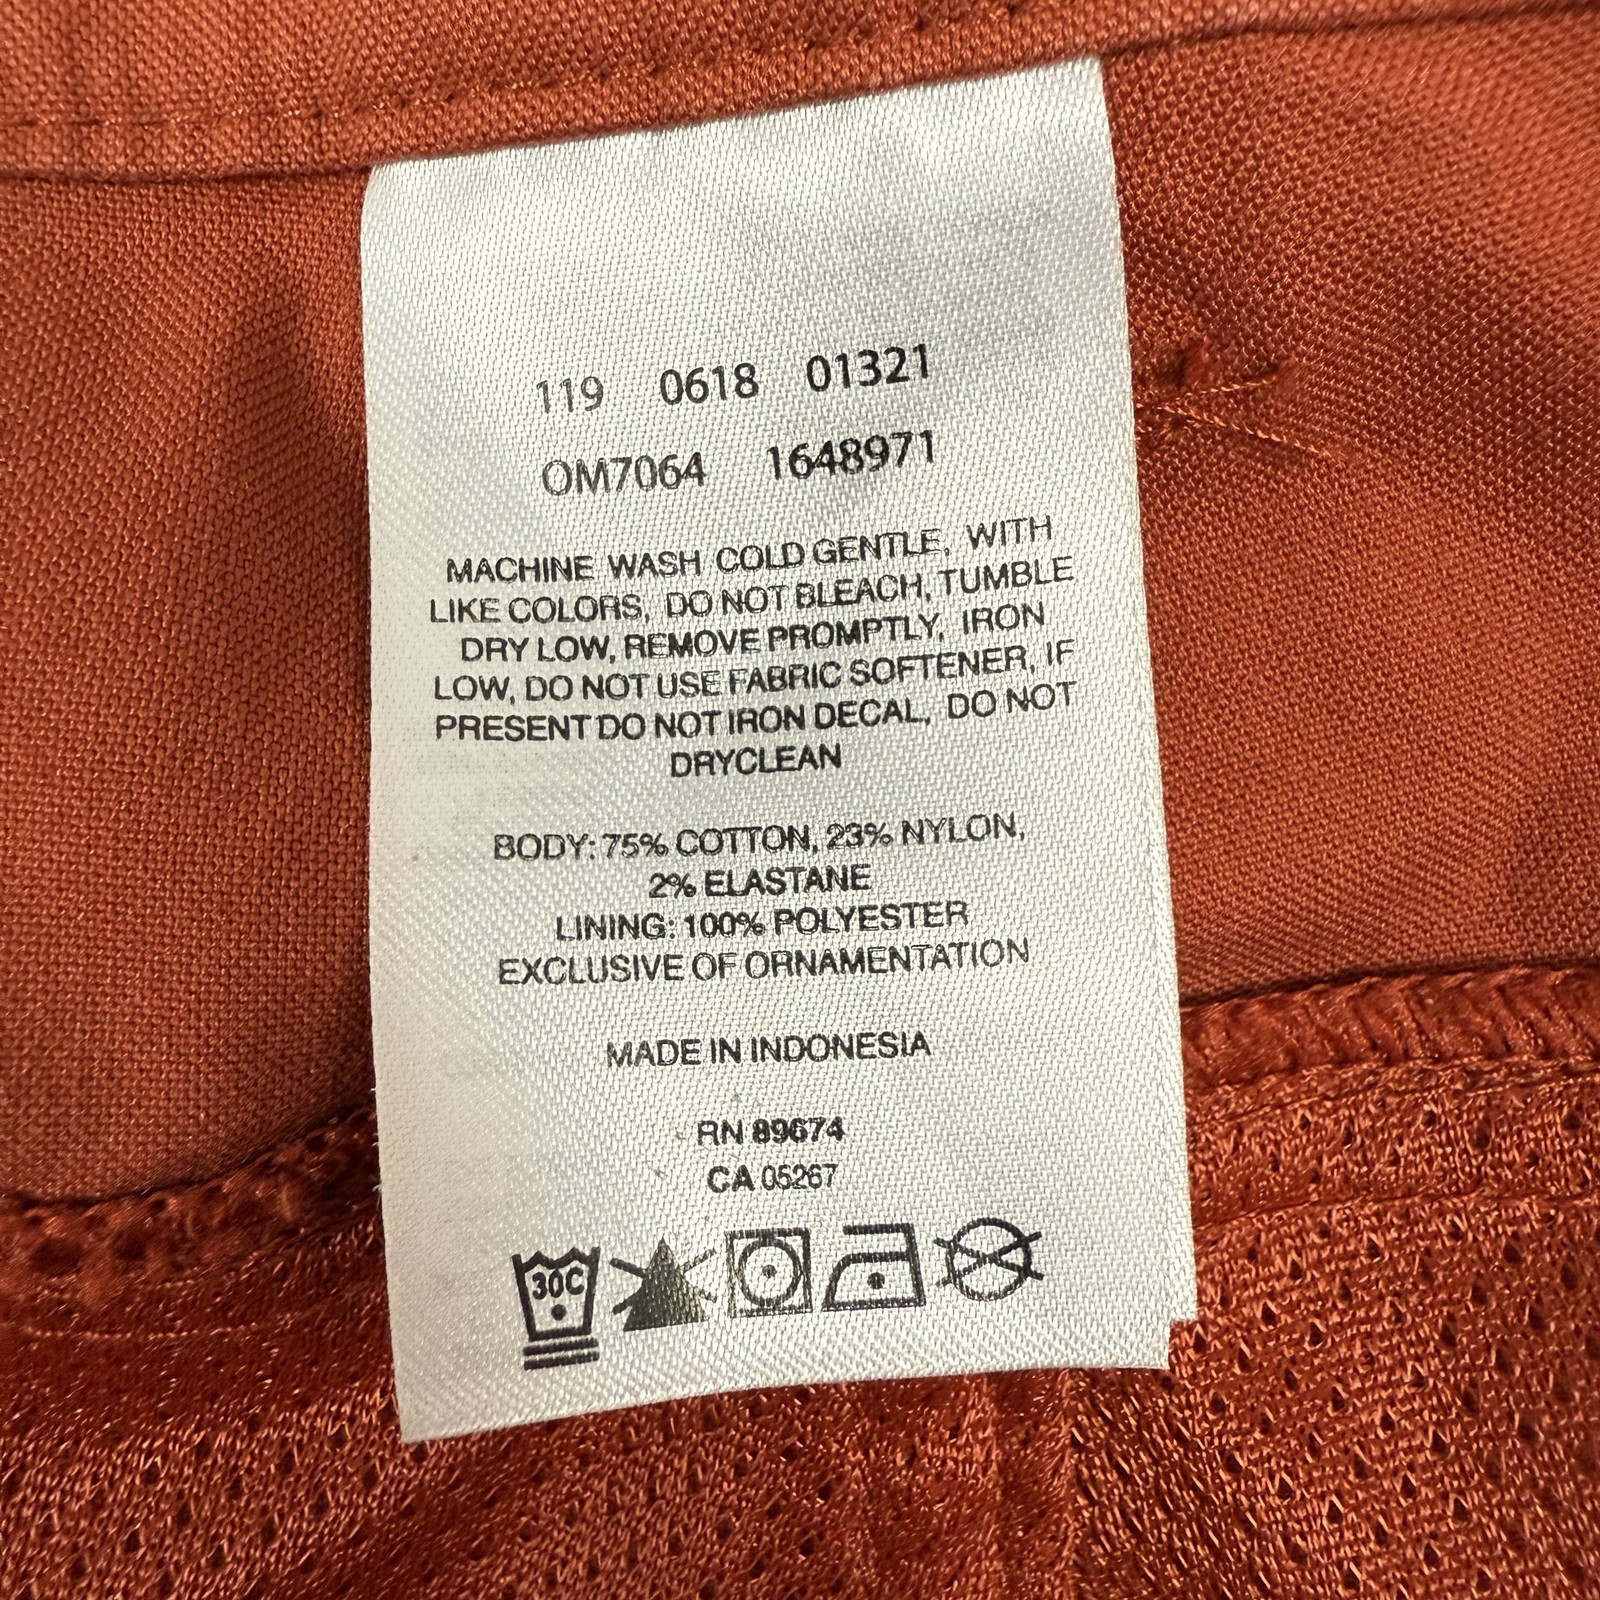 119 0618 01321
OM7064 1648971
MACHINE WASH COLD GENTLE, WITH
LIKE COLORS, DO NOT BLEACH, TUMBLE
DRY LOW, REMOVE PROMPTLY, IRON
LOW, DO NOT USE FABRIC SOFTENER, IF
PRESENT DO NOT IRON DECAL, DO NOT
DRYCLEAN
BODY: 75% COTTON, 23% NYLON,
2% ELASTANE
LINING: 100% POLYESTER
EXCLUSIVE OF ORNAMENTATION
MADE IN INDONESIA
RN 89674
CA 05267
30C